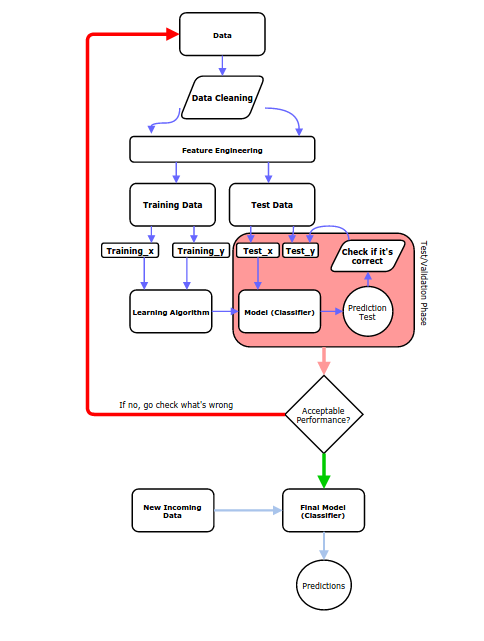 Data
Data Cleaning
Feature Engineering
Training Data
Test Data
Training_x
Training_y
Test_x
Test_y
Check if it's
correct
Test/Validation Phase
Learning Algorithm
Model (Classifier)
Prediction
Test
If no, go check what's wrong
Acceptable
Performance?
New Incoming
Data
Final Model
(Classifier)
Predictions